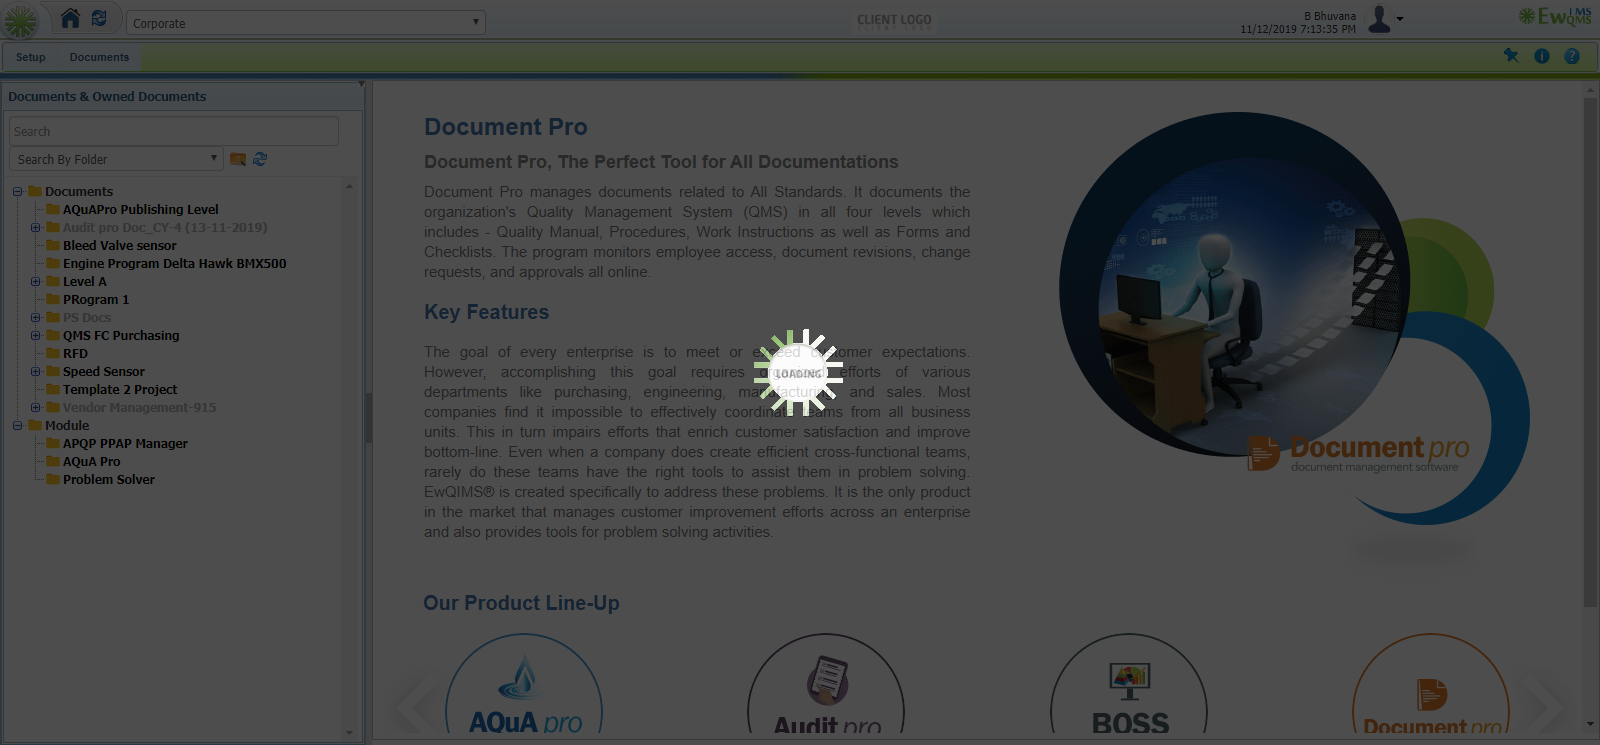 Corporate
CLIENT LOGO
B Bhuvana
11/12/2019 7:13:35 PM
EwIMS
QMS
Setup
Documents
Documents & Owned Documents
Search
Search By Folder
Documents
AQuAPro Publishing Level
Audit pro Doc_CY-4 (13-11-2019)
Bleed Valve sensor
Engine Program Delta Hawk BMX500
Level A
PRogram 1
PS Docs
QMS FC Purchasing
RFD
Speed Sensor
Template 2 Project
Vendor Management-915
Module
APQP PPAP Manager
AQuA Pro
Problem Solver
Document Pro
Document Pro, The Perfect Tool for All Documentations
Document Pro manages documents related to All Standards. It documents the
organization's Quality Management System (QMS) in all four levels which
includes - Quality Manual, Procedures, Work Instructions as well as Forms and
Checklists. The program monitors employee access, document revisions, change
requests, and approvals all online.
Key Features
The goal of every enterprise is to meet or exceed customer expectations.
However, accomplishing this goal requires efforts of various
departments like purchasing, engineering, manufacturing, and sales. Most
companies find it impossible to effectively coordinate teams from all business
units. This in turn impairs efforts that enrich customer satisfaction and improve
bottom-line. Even when a company does create efficient cross-functional teams,
rarely do these teams have the right tools to assist them in problem solving.
EwQIMS® is created specifically to address these problems. It is the only product
in the market that manages customer improvement efforts across an enterprise
and also provides tools for problem solving activities.
LOADING
Document pro
document management software
Our Product Line-Up
AQuA pro
Audit pro
BOSS
Document pro